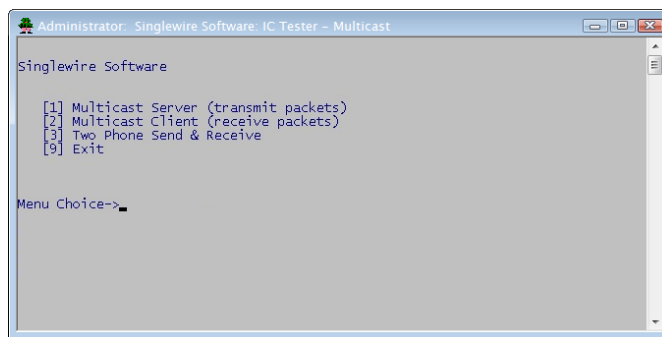 Administrator: Singlewire Software: IC Tester – Multicast
Singlewire Software
[1] Multicast Server (transmit packets)
[2] Multicast Client (receive packets)
[3] Two Phone Send & Receive
[9] Exit
Menu Choice->